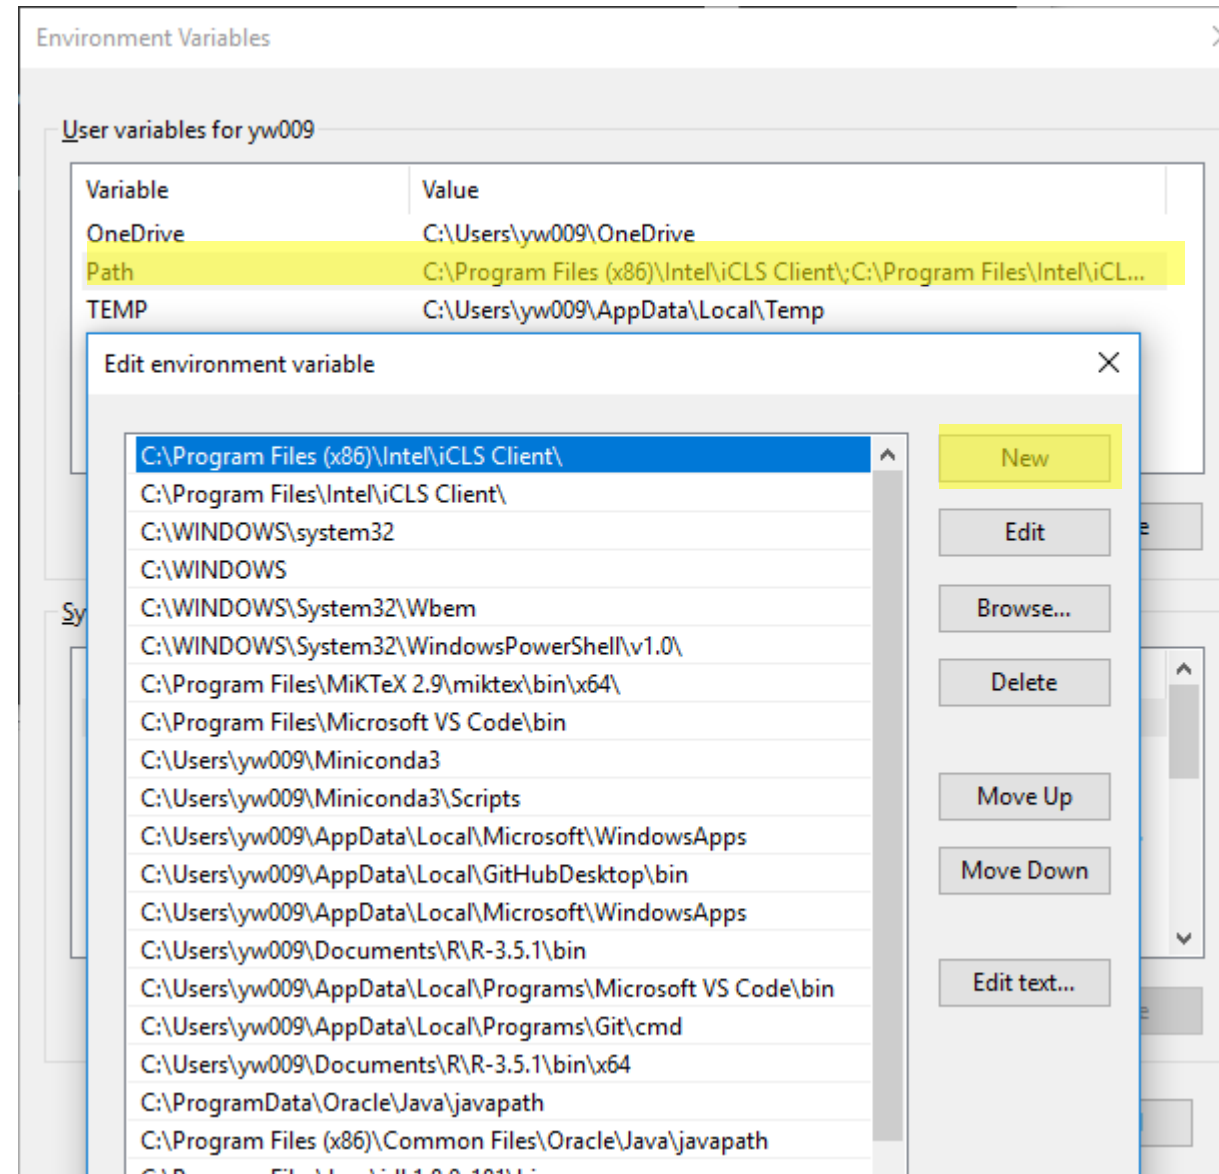 Environment Variables
User variables for yw009
Variable Value
OneDrive C:\Users\yw009\OneDrive
Path C:\Program Files (x86)\Intel\iCLS Client\;C:\Program Files\Intel\iCL...
TEMP C:\Users\yw009\AppData\Local\Temp
Edit environment variable
C:\Program Files (x86)\Intel\iCLS Client\
New
C:\Program Files\Intel\iCLS Client\
C:\WINDOWS\system32
Edit
C:\WINDOWS
C:\WINDOWS\System32\Wbem
Browse...
Sy
C:\WINDOWS\System32\WindowsPowerShell\v1.0\
C:\Program Files\MiKTeX 2.9\miktex\bin\x64\
Delete
C:\Program Files\Microsoft VS Code\bin
C:\Users\yw009\Miniconda3
C:\Users\yw009\Miniconda3\Scripts
Move Up
C:\Users\yw009\AppData\Local\Microsoft\WindowsApps
C:\Users\yw009\AppData\Local\GitHubDesktop\bin
Move Down
C:\Users\yw009\AppData\Local\Microsoft\WindowsApps
C:\Users\yw009\Documents\R\R-3.5.1\bin
C:\Users\yw009\AppData\Local\Programs\Microsoft VS Code\bin
Edit text...
C:\Users\yw009\AppData\Local\Programs\Git\cmd
C:\Users\yw009\Documents\R\R-3.5.1\bin\x64
C:\ProgramData\Oracle\Java\javapath
C:\Program Files (x86)\Common Files\Oracle\Java\javapath